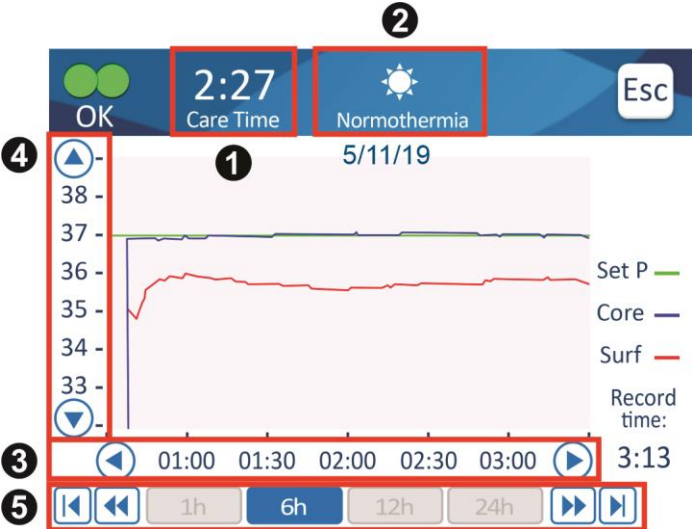 2
2:27
OK
Care Time
Normothermia
Esc
4
1
5/11/19
38
37
36
35
34
33
Set P
Core
Surf
Record
time:
3:13
3
01:00 01:30 02:00 02:30 03:00
5
1h 6h 12h 24h